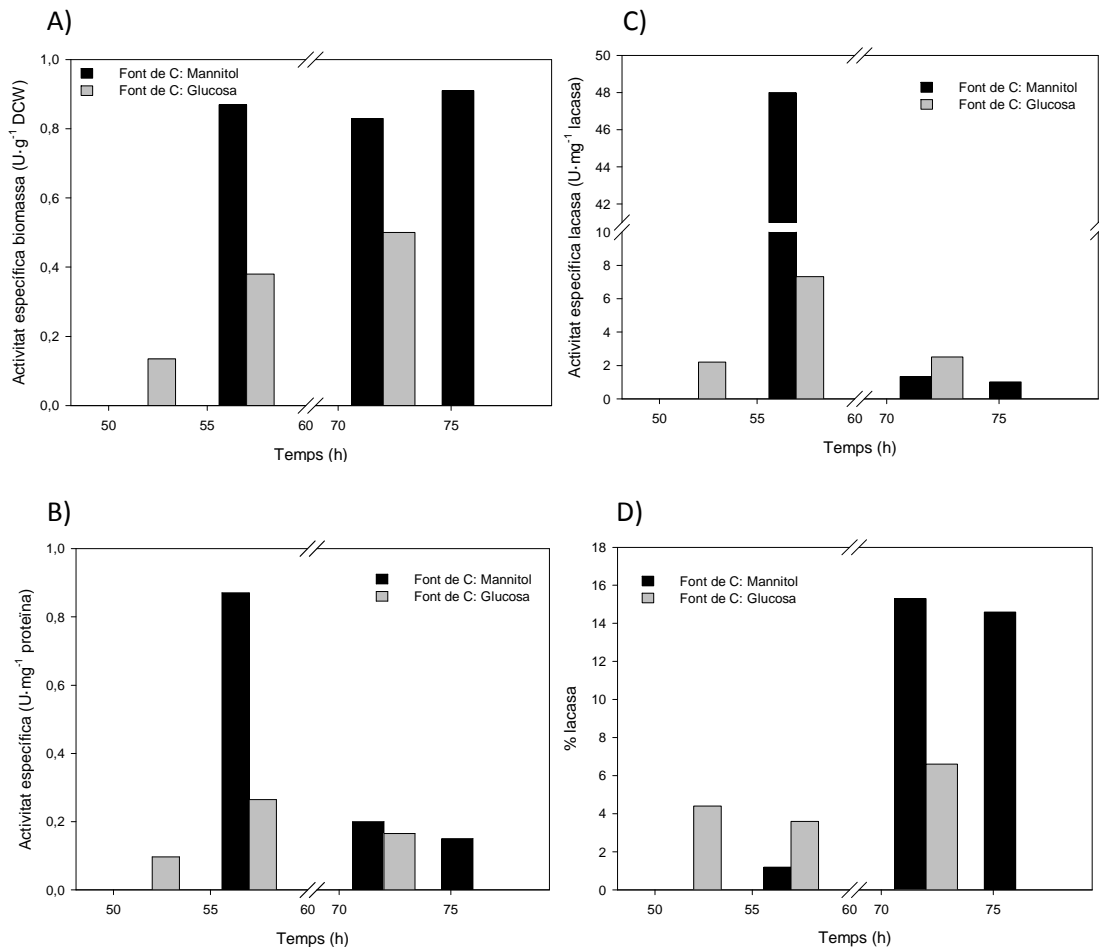 A)
Activitat específica biomassa (U·g⁻¹ DCW)
1,0
0,8
0,6
0,4
0,2
0,0
Font de C: Mannitol
Font de C: Glucosa
50
55
60
70
75
Temps (h)
C)
Activitat específica lacasa (U·mg⁻¹ lacasa)
50
48
46
44
42
10
8
6
4
2
0
Font de C: Mannitol
Font de C: Glucosa
50
55
60
70
75
Temps (h)
B)
Activitat específica (U·mg⁻¹ proteïna)
1,0
0,8
0,6
0,4
0,2
0,0
Font de C: Mannitol
Font de C: Glucosa
50
55
60
70
75
Temps (h)
D)
% lacasa
18
16
14
12
10
8
6
4
2
0
Font de C: Mannitol
Font de C: Glucosa
50
55
60
70
75
Temps (h)